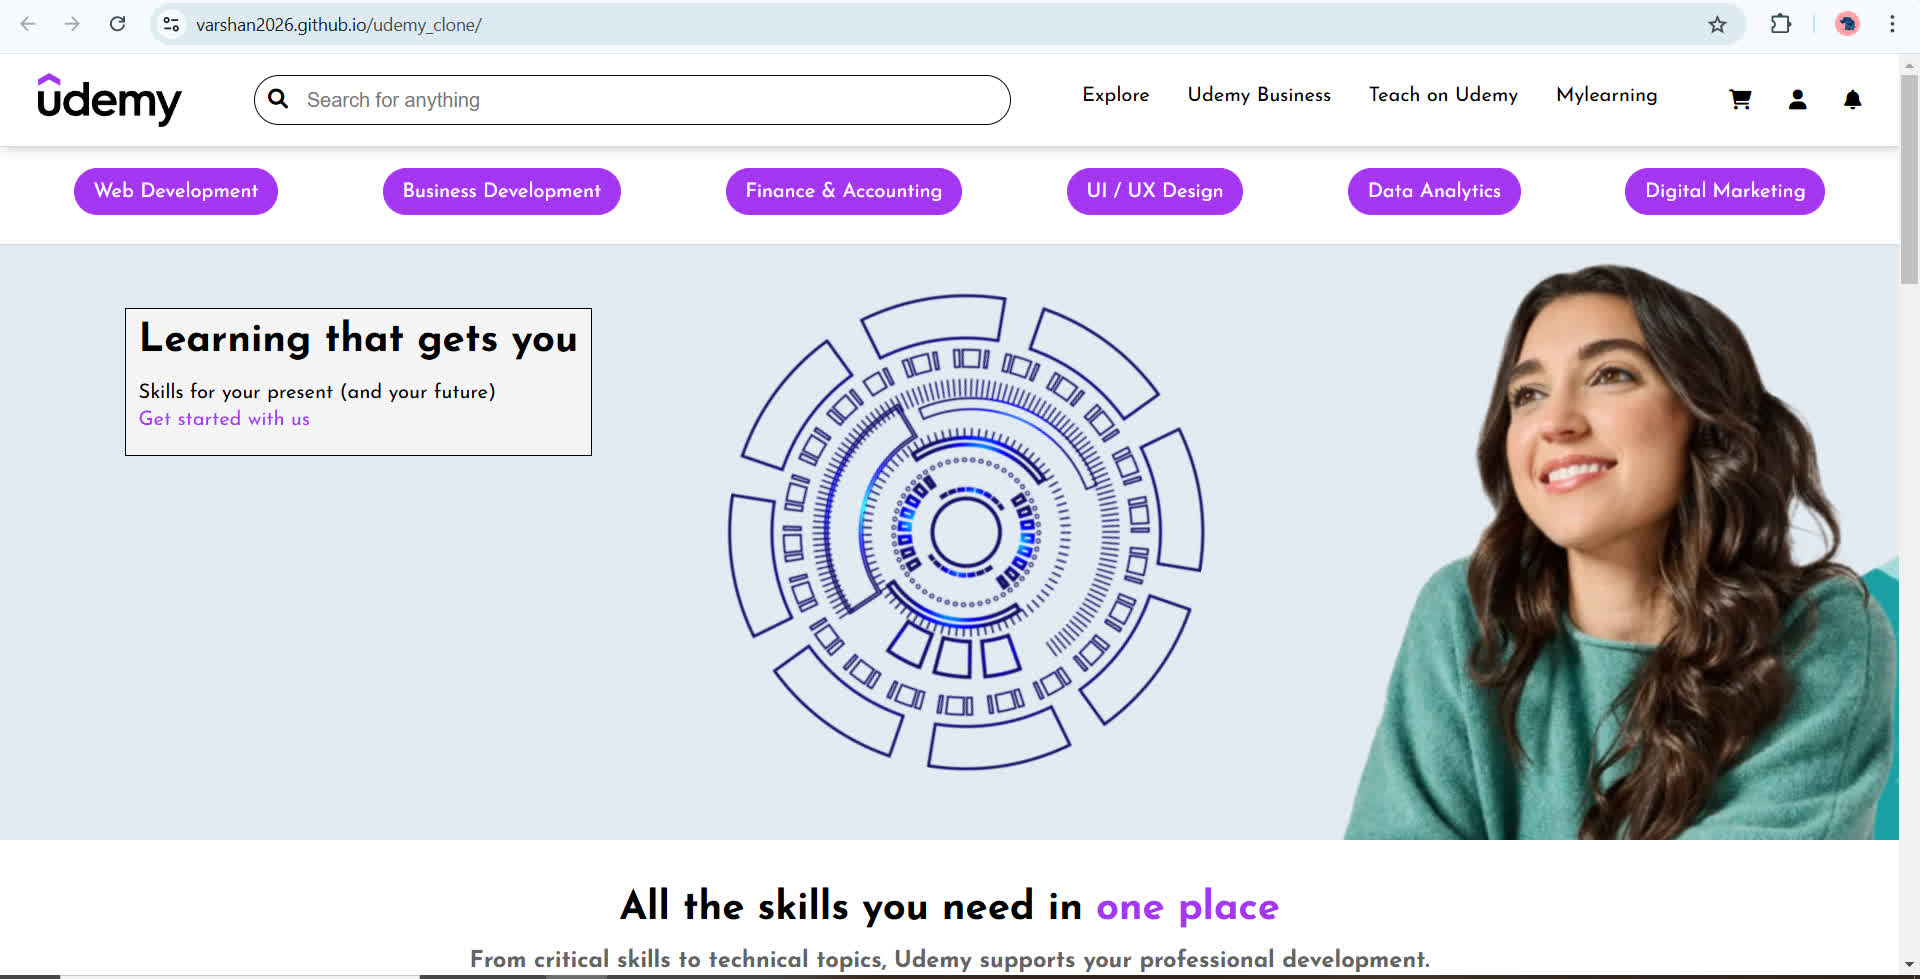 varshan2026.github.io/udemy_clone/
udemy
Search for anything
Explore
Udemy Business
Teach on Udemy
Mylearning
Web Development
Business Development
Finance & Accounting
UI / UX Design
Data Analytics
Digital Marketing
Learning that gets you
Skills for your present (and your future)
Get started with us
All the skills you need in one place
From critical skills to technical topics, Udemy supports your professional development.